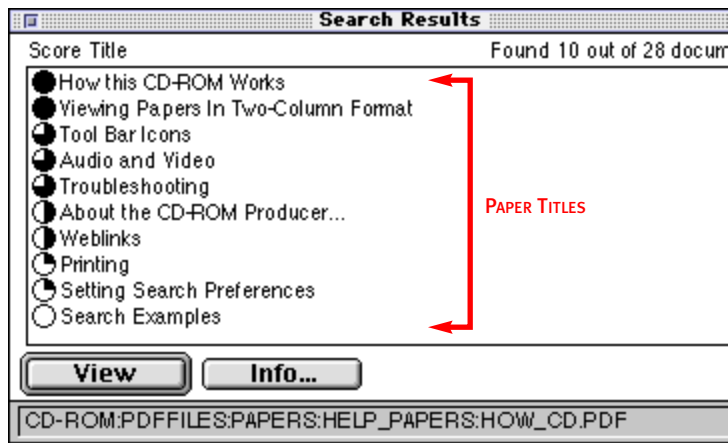 Search Results
Score Title Found 10 out of 28 docum
How this CD-ROM Works
Viewing Papers In Two-Column Format
Tool Bar Icons
Audio and Video
Troubleshooting
About the CD-ROM Producer...
Weblinks
Printing
Setting Search Preferences
Search Examples
PAPER TITLES
View Info...
CD-ROM:PDFFILES:PAPERS:HELP_PAPERS:HOW_CD.PDF